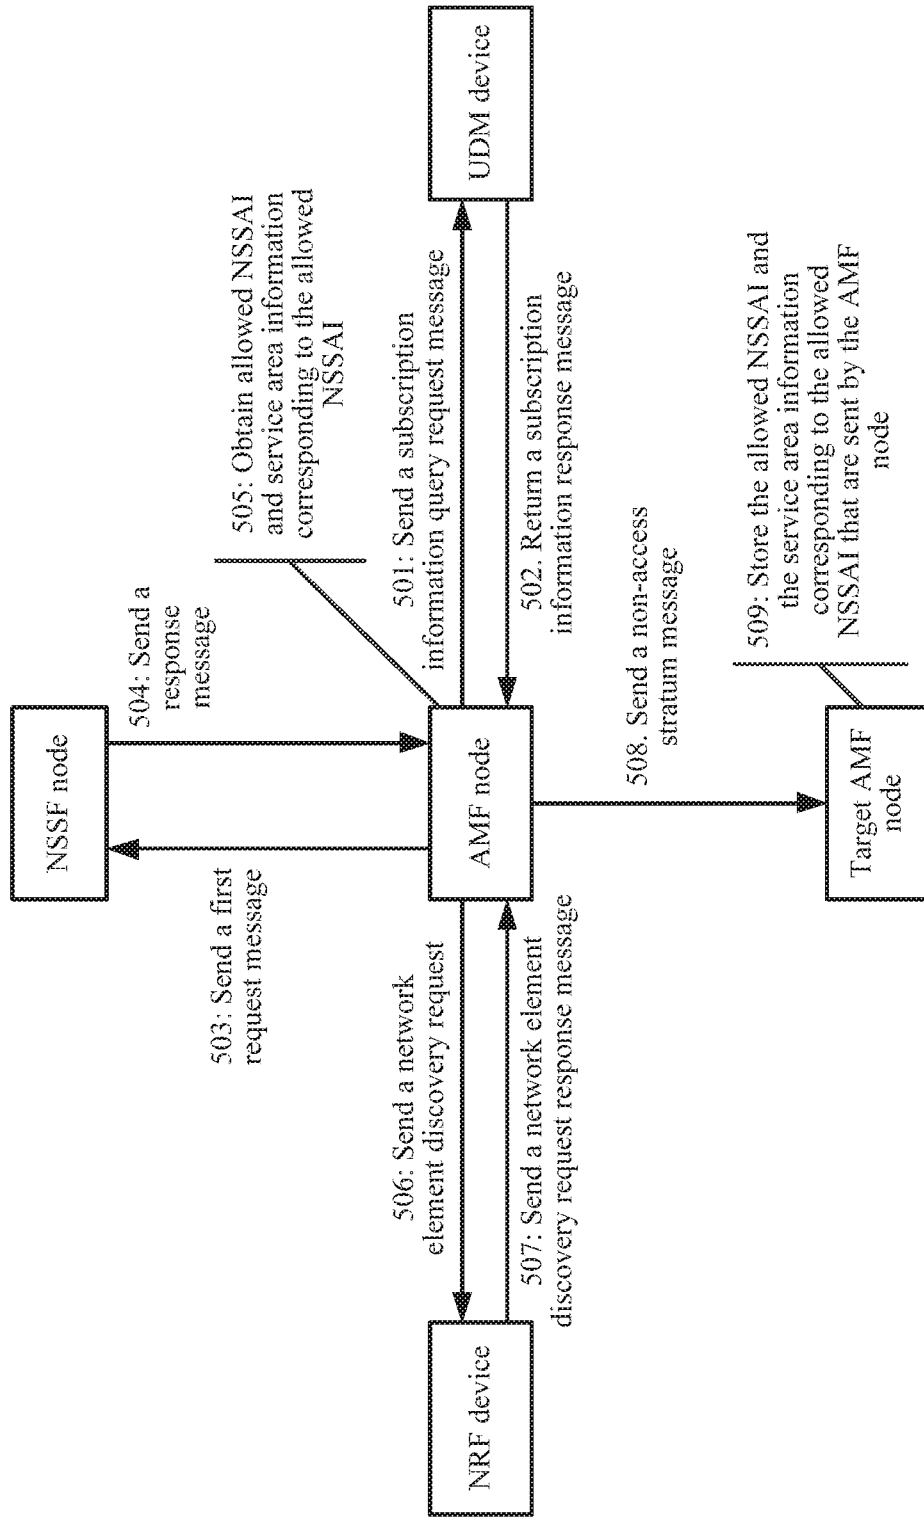 NSSF node
503: Send a first
request message
504: Send a
response
message
505: Obtain allowed NSSAI
and service area information
corresponding to the allowed
NSSAI
NRF device
506: Send a network
element discovery request
507: Send a network element
discovery request response message
AMF node
501: Send a subscription
information query request message
502. Return a subscription
information response message
UDM device
508. Send a non-access
stratum message
Target AMF
node
509: Store the allowed NSSAI and
the service area information
corresponding to the allowed
NSSAI that are sent by the AMF
node